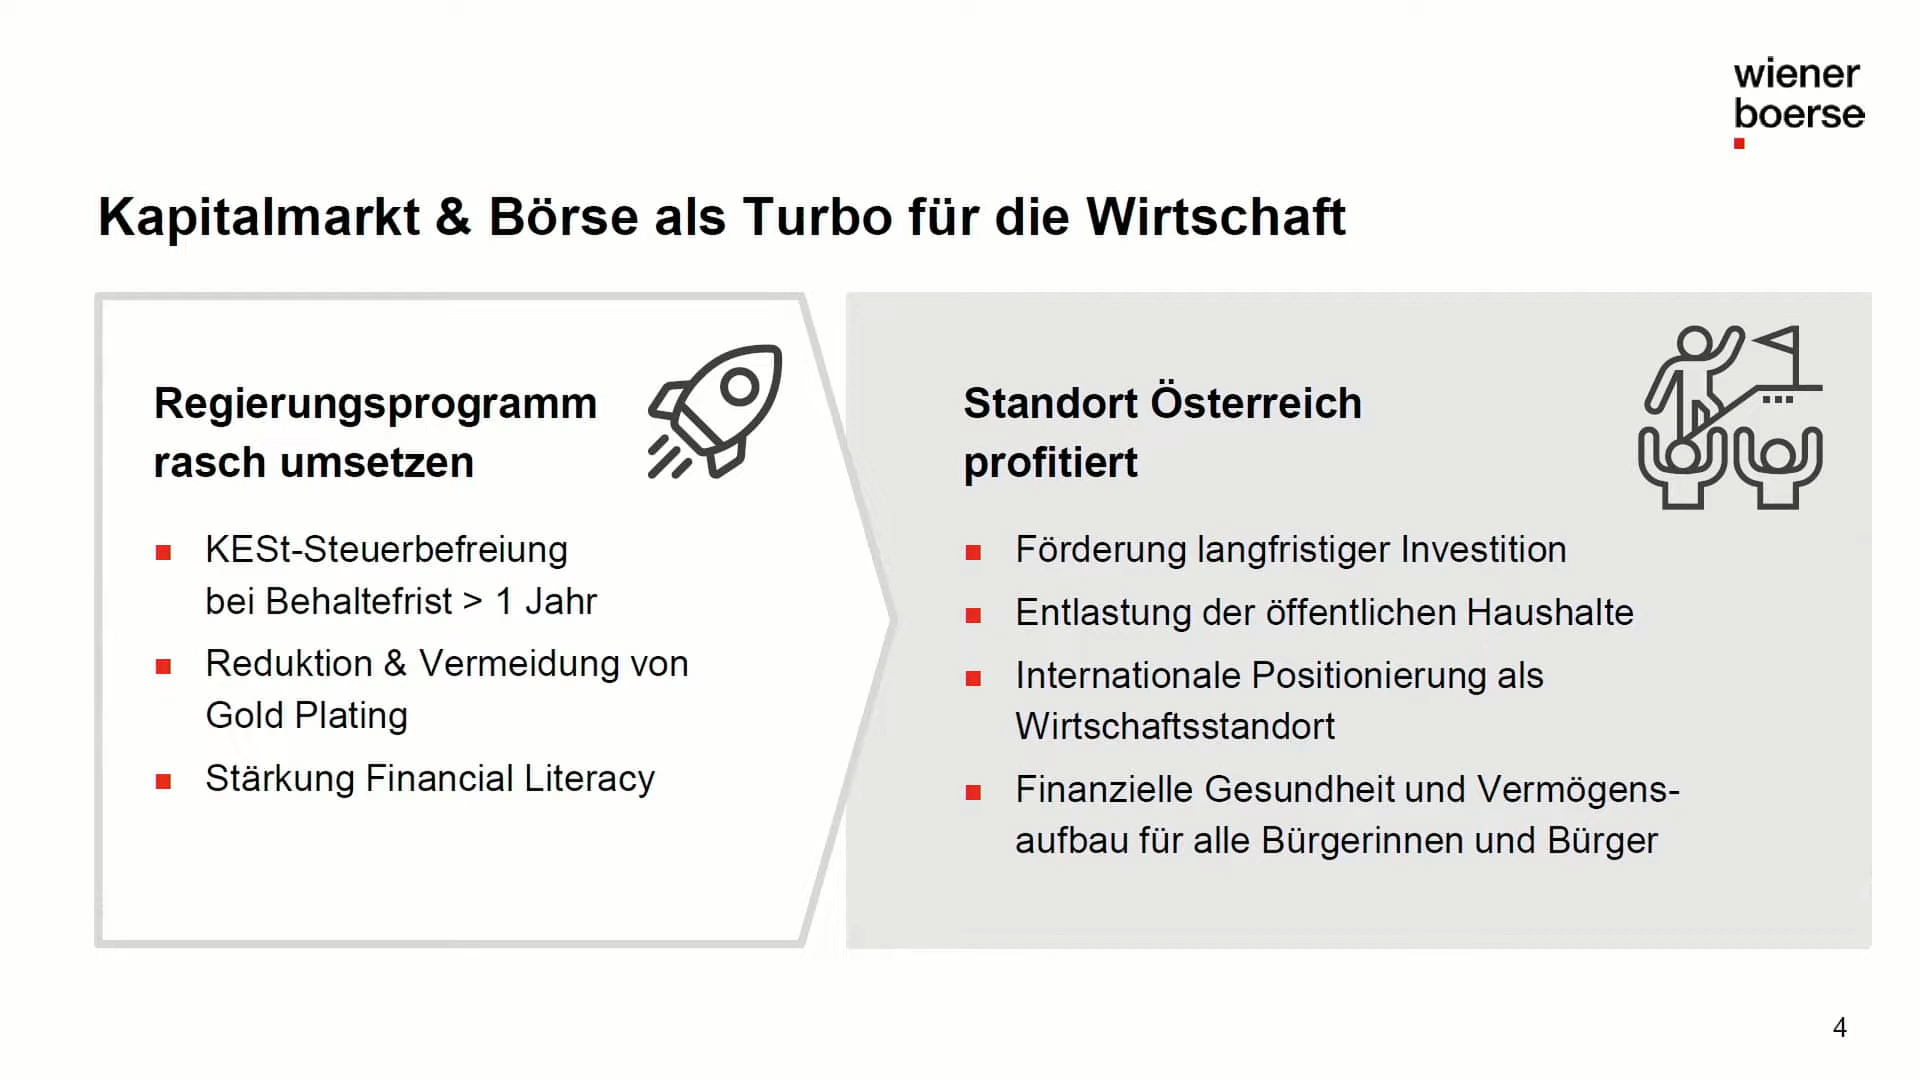 wiener
boerse
Kapitalmarkt & Börse als Turbo für die Wirtschaft
Regierungsprogramm
rasch umsetzen
KESt-Steuerbefreiung
bei Behaltefrist > 1 Jahr
Reduktion & Vermeidung von
Gold Plating
Stärkung Financial Literacy
Standort Österreich
profitiert
Förderung langfristiger Investition
Entlastung der öffentlichen Haushalte
Internationale Positionierung als
Wirtschaftsstandort
Finanzielle Gesundheit und Vermögens-
aufbau für alle Bürgerinnen und Bürger
4